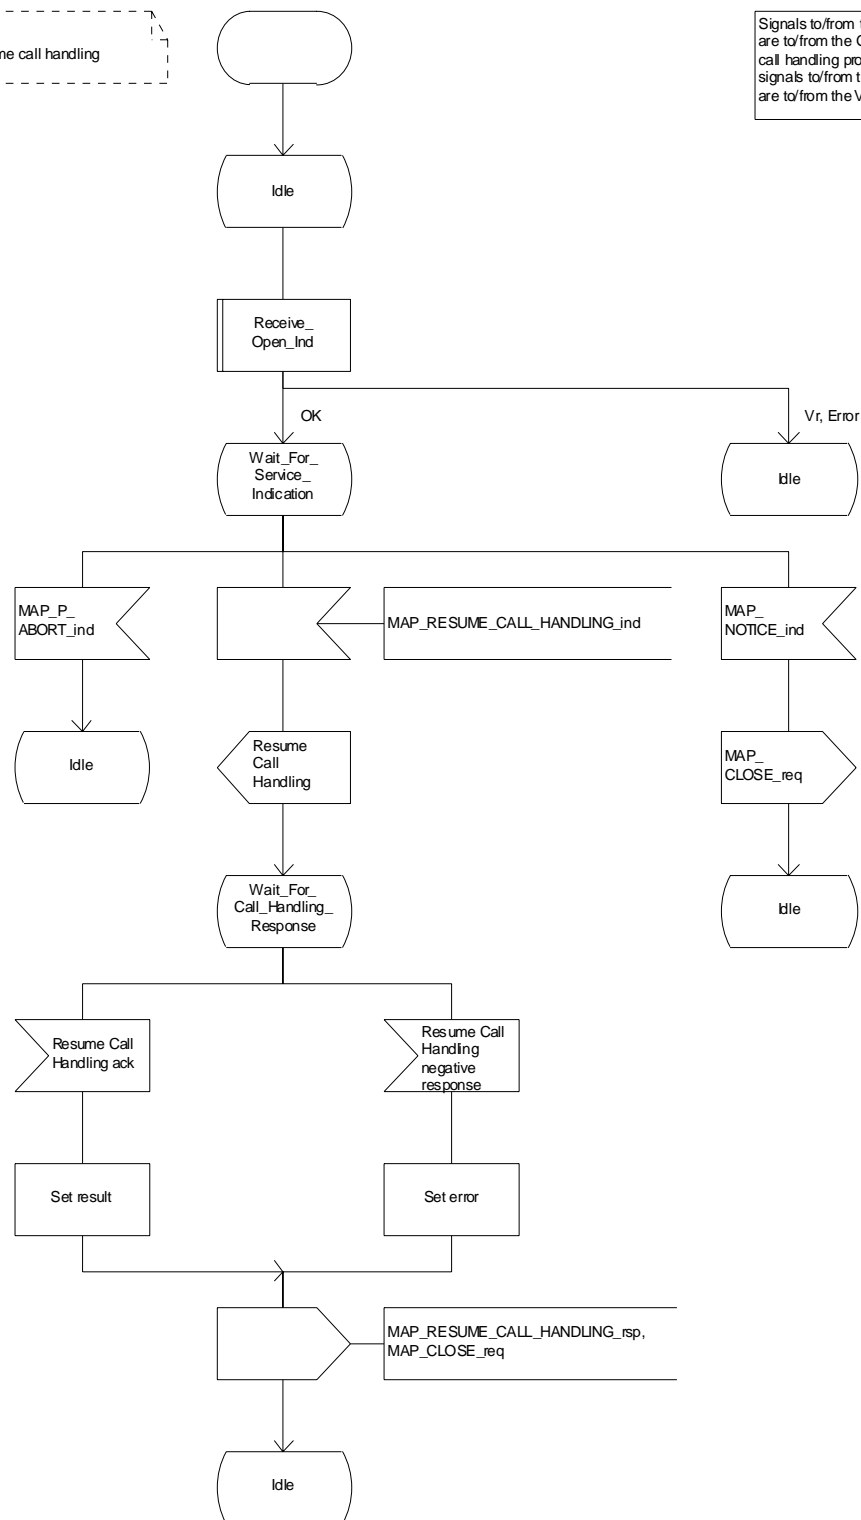 call handling
Signals to/from
are to/from the
call handling
signals to/from
are to/from the
Idle
Receive_
Open_Ind
OK
Vr, Error
Wait_For_
Service_
Indication
Idle
MAP_P_
ABORT_ind
MAP_RESUME_CALL_HANDLING_ind
MAP_
NOTICE_ind
Idle
Resume
Call
Handling
MAP_
CLOSE_req
Wait_For_
Call_Handling_
Response
Idle
Resume Call
Handling ack
Resume Call
Handling
negative
response
Set result
Set error
MAP_RESUME_CALL_HANDLING_rsp,
MAP_CLOSE_req
Idle